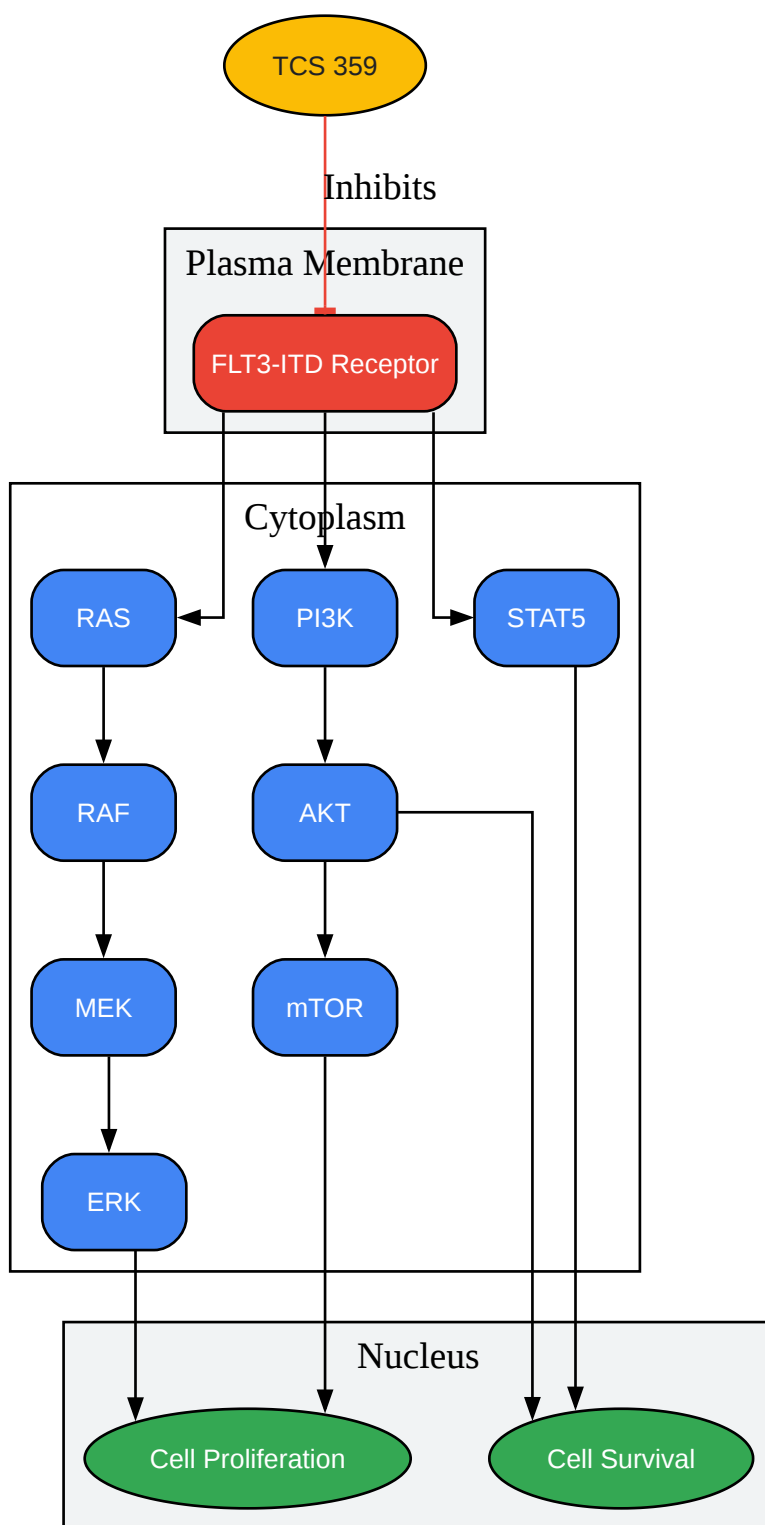 TCS 359
Inhibits
Plasma Membrane
FLT3-ITD Receptor
Cytoplasm
RAS
PI3K
STAT5
RAF
AKT
MEK
mTOR
ERK
Nucleus
Cell Proliferation
Cell Survival